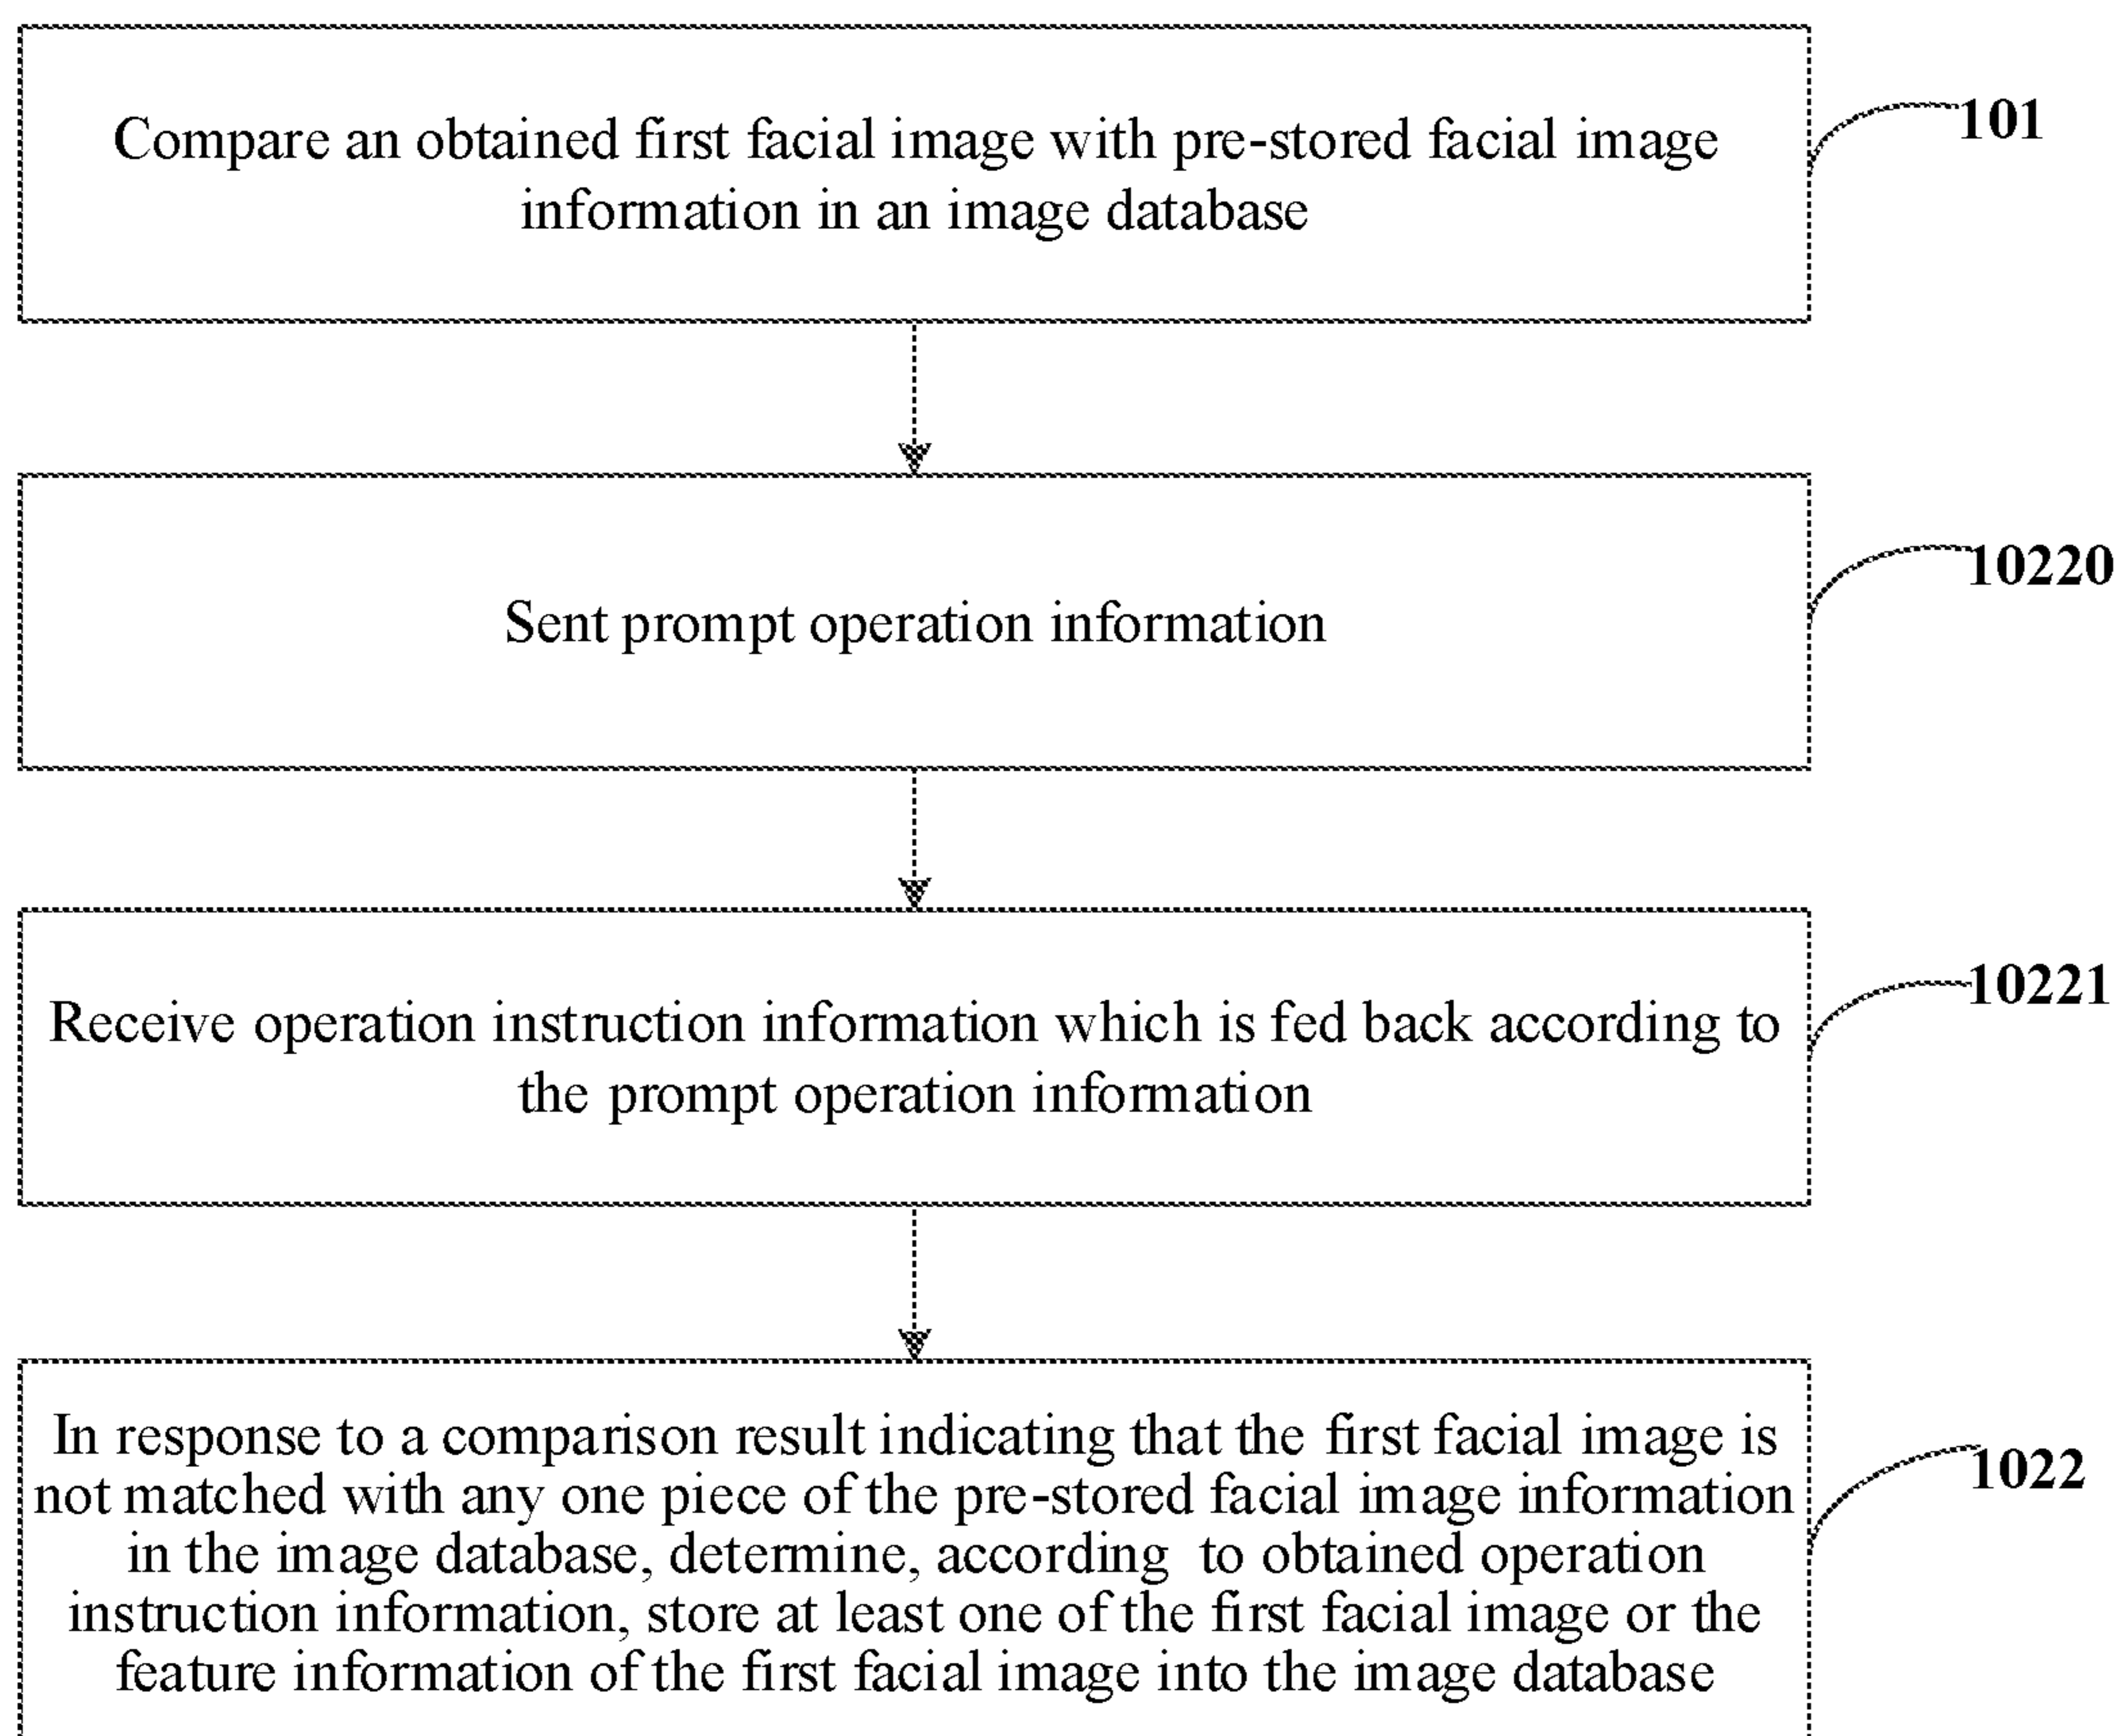 Compare an obtained first facial image with pre-stored facial image
information in an image database
101
Sent prompt operation information
10220
Receive operation instruction information which is fed back according to
the prompt operation information
10221
In response to a comparison result indicating that the first facial image is
not matched with any one piece of the pre-stored facial image information
in the image database, determine, according to obtained operation
instruction information, store at least one of the first facial image or the
feature information of the first facial image into the image database
1022